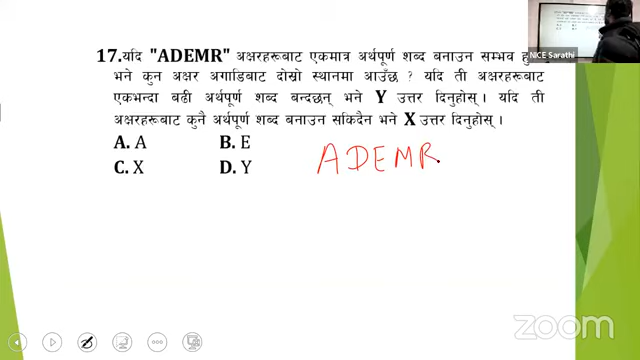 17.यदि "ADEMR" अक्षरहरूबाट एकमात्र अर्थपूर्ण शब्द बनाउन सम्भव हु
भने कुन अक्षर अगाडिबाट दोस्रो स्थानमा आउँछ ? यदि ती अक्षरहरूबाट
एकभन्दा बढी अर्थपूर्ण शब्द बन्दछन् भने Y उत्तर दिनुहोस् । यदि ती
अक्षरहरूबाट कुनै अर्थपूर्ण शब्द बनाउन सकिदैन भने X उत्तर दिनुहोस् ।
A. A B. E
C. X D. Y
ADEMR
NICE Sarathi
zoom